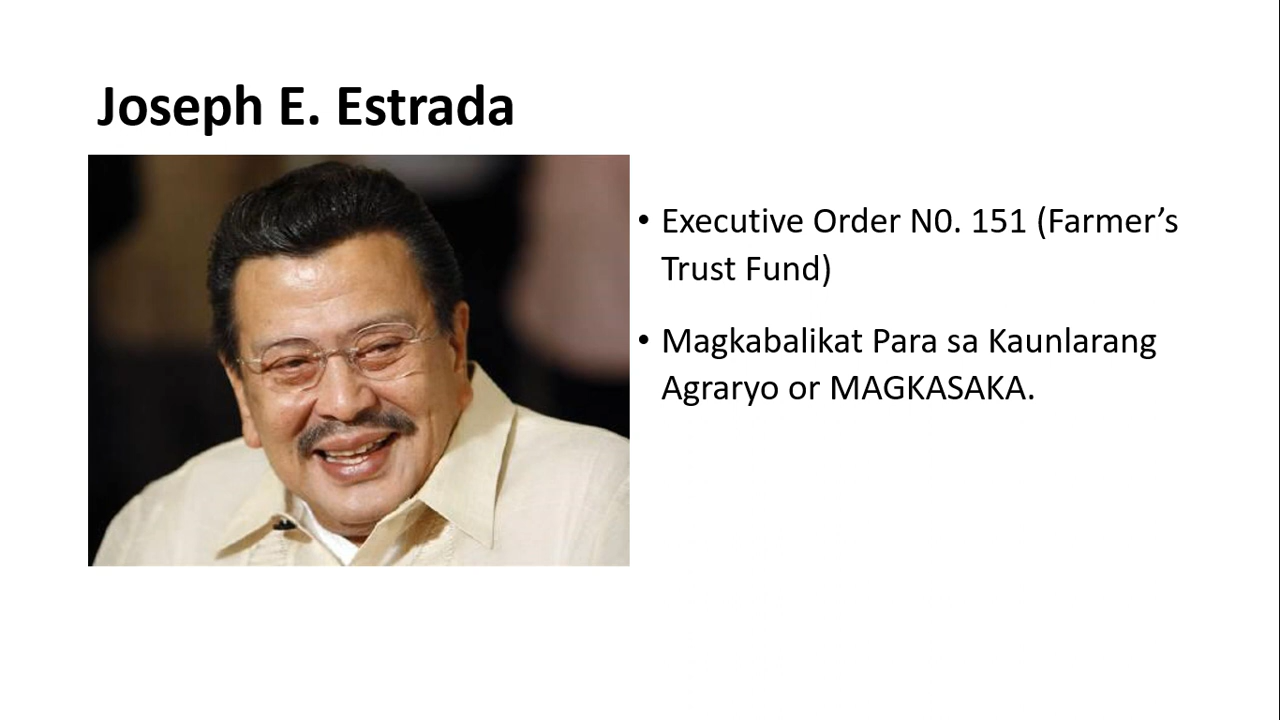 Joseph E. Estrada
• Executive Order N0. 151 (Farmer’s
Trust Fund)
• Magkabalikat Para sa Kaunlarang
Agraryo or MAGKASAKA.